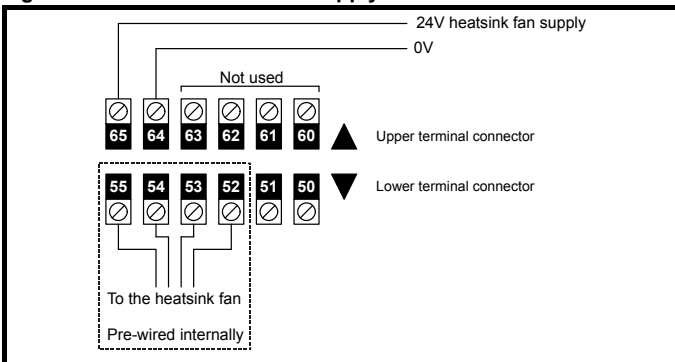 24V heatsink fan supply
0V
Not used
65 64 63 62 61 60
Upper terminal connector
55 54 53 52 51 50
Lower terminal connector
To the heatsink fan
Pre-wired internally